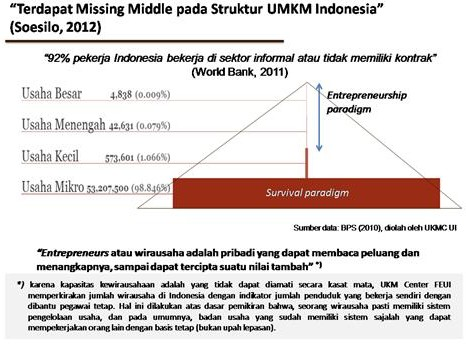 “Terdapat Missing Middle pada Struktur UMKM Indonesia”
(Soesilo, 2012)
“92% pekerja Indonesia bekerja di sektor informal atau tidak memiliki kontrak”
(World Bank, 2011)
Usaha Besar 4,838 (0.009%)
Entrepreneurship
paradigm
Usaha Menengah 42,631 (0.079%)
Usaha Kecil 573,601 (1.066%)
Usaha Mikro 53,207,500 (98.846%)
Survival paradigm
Sumber data: BPS (2010), diolah oleh UKMC UI
“Entrepreneurs atau wirausaha adalah pribadi yang dapat membaca peluang dan
menangkapnya, sampai dapat tercipta suatu nilai tambah” *)
*) karena kapasitas kewirausahaan adalah yang tidak dapat diamati secara kasat mata, UKM Center FEUI
memperkirakan jumlah wirausaha di Indonesia dengan indikator jumlah penduduk yang bekerja sendiri dengan
dibantu pegawai tetap. Hal ini dilakukan atas dasar pemikiran bahwa, seorang wirausaha pasti memiliki sistem
pengelolaan usaha, dan pada umumnya, badan usaha yang sudah memiliki sistem sajalah yang dapat
mempekerjakan orang lain dengan basis tetap (bukan upah lepasan).